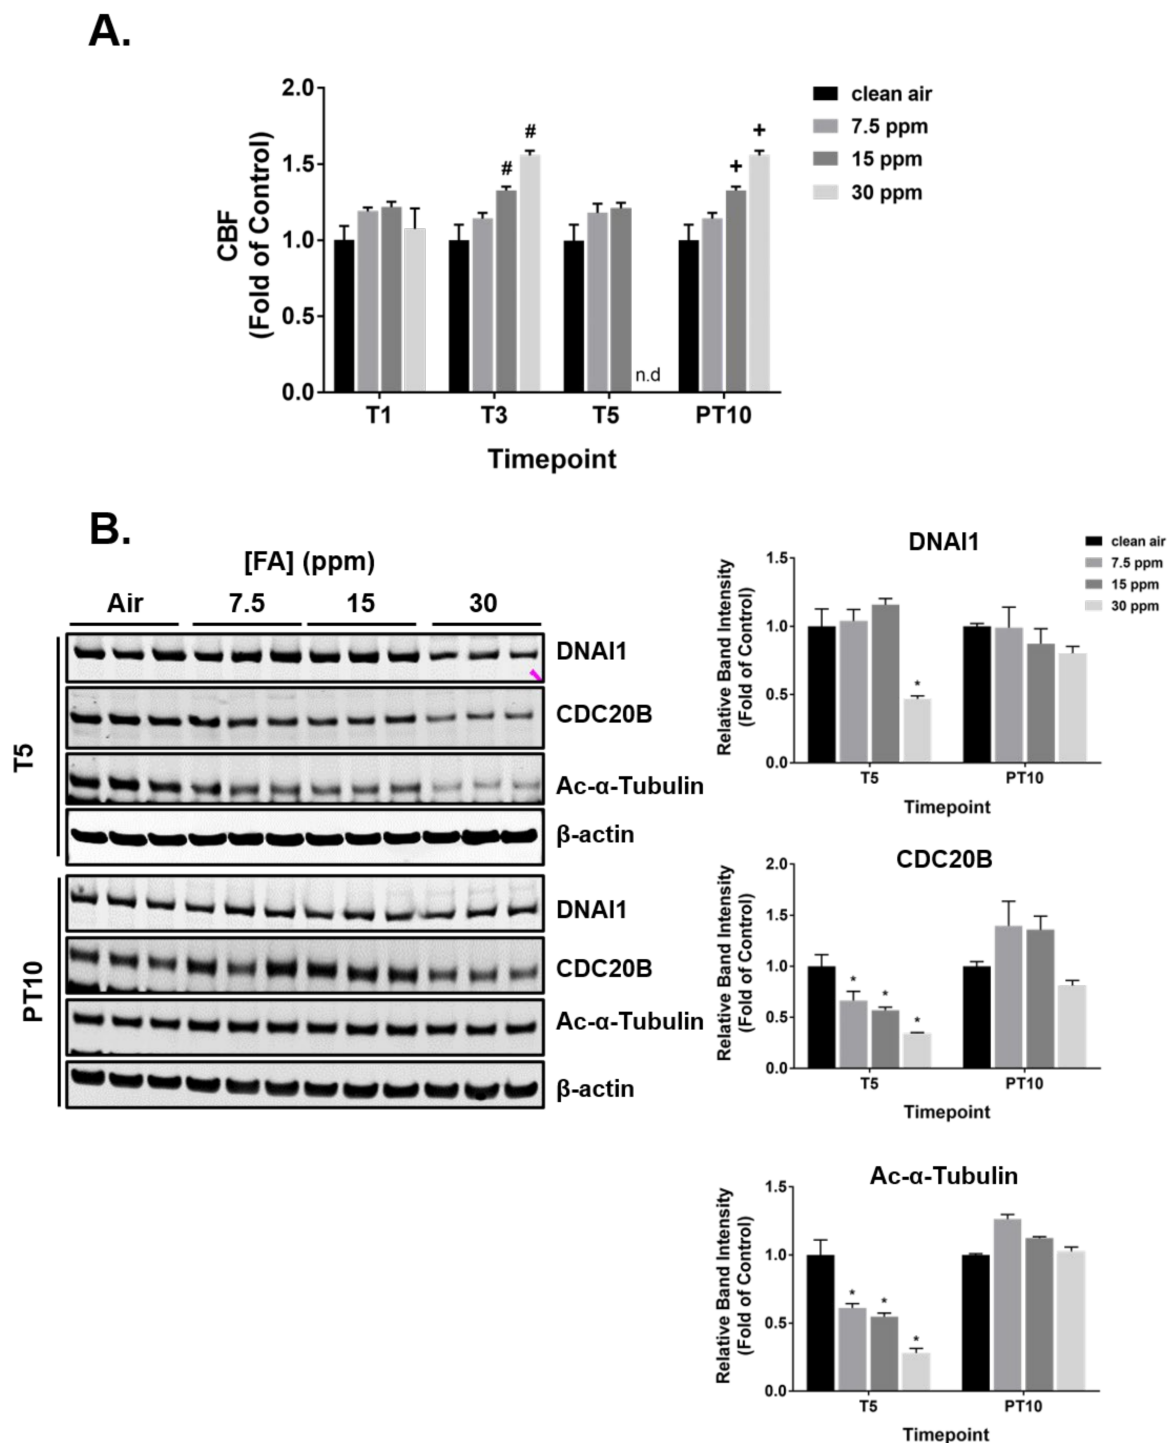 A.
2.0
1.5
1.0
0.5
0.0
CBF
(Fold of Control)
#
#
+
+
n.d
T1 T3 T5 PT10
Timepoint
clean air
7.5 ppm
15 ppm
30 ppm
B.
[FA] (ppm)
Air 7.5 15 30
T5
DNAI1
CDC20B
Ac-α-Tubulin
β-actin
PT10
DNAI1
CDC20B
Ac-α-Tubulin
β-actin
DNAI1
clean air
7.5 ppm
15 ppm
30 ppm
Relative Band Intensity
(Fold of Control)
1.5
1.0
0.5
0.0
*
T5 PT10
Timepoint
CDC20B
Relative Band Intensity
(Fold of Control)
2.0
1.5
1.0
0.5
0.0
* * *
T5 PT10
Timepoint
Ac-α-Tubulin
Relative Band Intensity
(Fold of Control)
1.5
1.0
0.5
0.0
* * *
T5 PT10
Timepoint